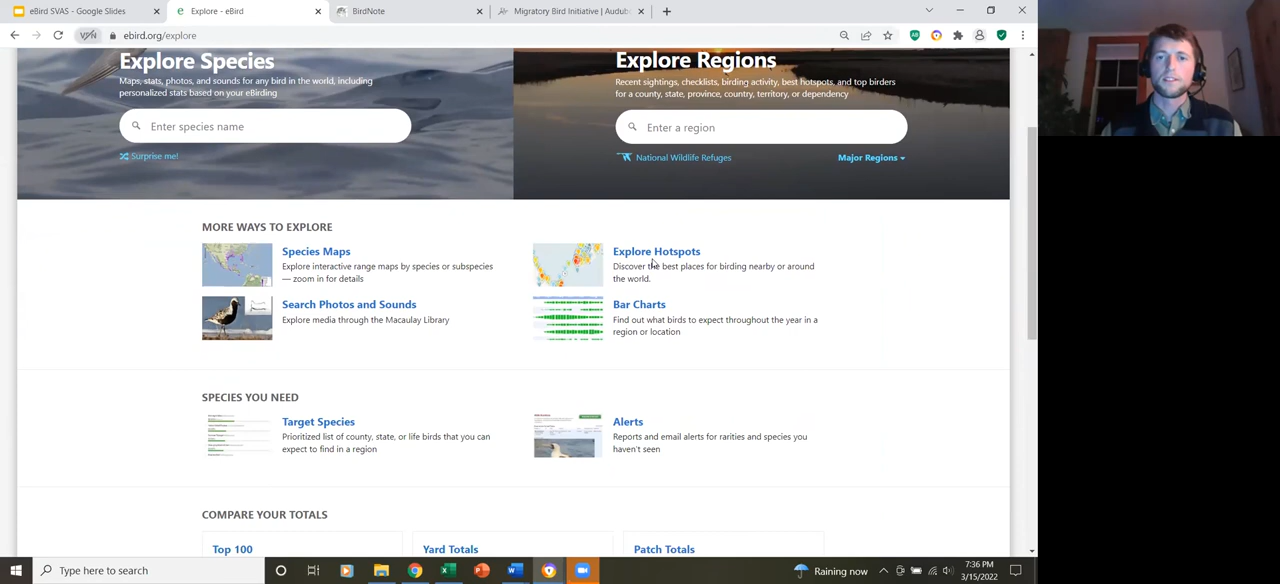 eBird SVAS - Google Slides
Explore - eBird
BirdNote
Migratory Bird Initiative | Audub
VPN
ebird.org/explore
Explore Species
Maps, stats, photos, and sounds for any bird in the world, including
personalized stats based on your eBirding
Enter species name
Surprise me!
Explore Regions
Recent sightings, checklists, birding activity, best hotspots, and top birders
for a county, state, province, country, territory, or dependency
Enter a region
National Wildlife Refuges
Major Regions
MORE WAYS TO EXPLORE
Species Maps
Explore interactive range maps by species or subspecies
— zoom in for details
Explore Hotspots
Discover the best places for birding nearby or around
the world.
Search Photos and Sounds
Explore media through the Macaulay Library
Bar Charts
Find out what birds to expect throughout the year in a
region or location
SPECIES YOU NEED
Target Species
Prioritized list of county, state, or life birds that you can
expect to find in a region
Alerts
Reports and email alerts for rarities and species you
haven't seen
COMPARE YOUR TOTALS
Top 100
Yard Totals
Patch Totals
Type here to search
Raining now
7:36 PM
3/15/2022